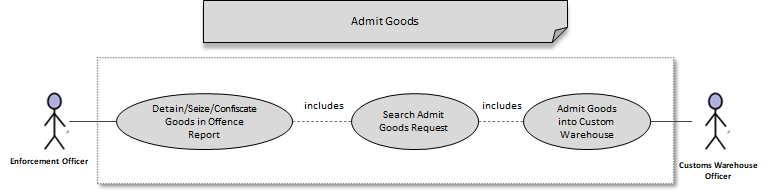 Admit Goods
Detain/Seize/Confiscate
Goods in Offence
Report
includes
Search Admit
Goods Request
includes
Admit Goods
into Custom
Warehouse
Enforcement Officer
Customs Warehouse
Officer